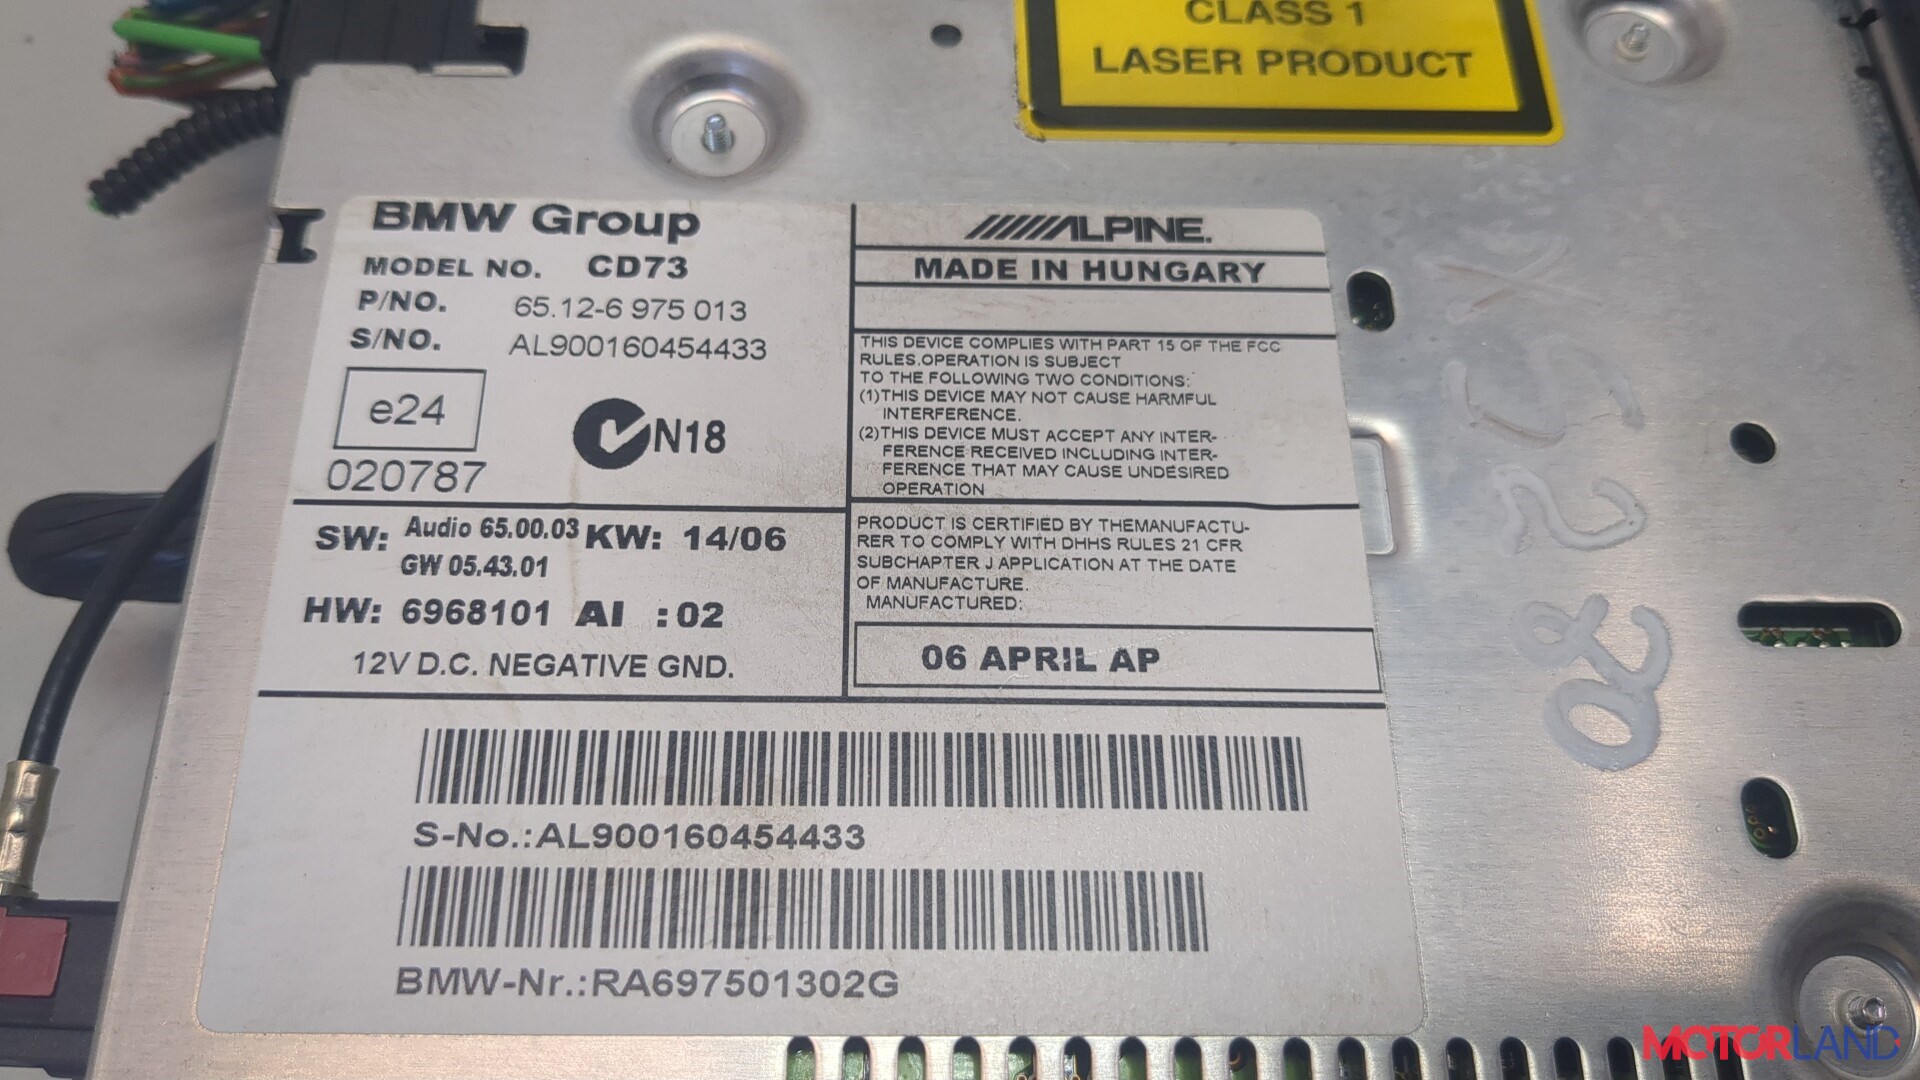 CLASS 1
LASER PRODUCT
BMW Group
MODEL NO. CD73
P/NO. 65.12-6 975 013
S/NO. AL900160454433
e24
020787
N18
SW: Audio 65.00.03 KW: 14/06
GW 05.43.01
HW: 6968101 AI : 02
12V D.C. NEGATIVE GND.
ALPINE.
MADE IN HUNGARY
THIS DEVICE COMPLIES WITH PART 15 OF THE FCC
RULES.OPERATION IS SUBJECT
TO THE FOLLOWING TWO CONDITIONS:
(1)THIS DEVICE MAY NOT CAUSE HARMFUL
INTERFERENCE.
(2)THIS DEVICE MUST ACCEPT ANY INTER-
FERENCE RECEIVED INCLUDING INTER-
FERENCE THAT MAY CAUSE UNDESIRED
OPERATION
PRODUCT IS CERTIFIED BY THEMANUFACTU-
RER TO COMPLY WITH DHHS RULES 21 CFR
SUBCHAPTER J APPLICATION AT THE DATE
OF MANUFACTURE.
MANUFACTURED:
06 APRIL AP
S-No.:AL900160454433
BMW-Nr.:RA697501302G
MOTORLAND